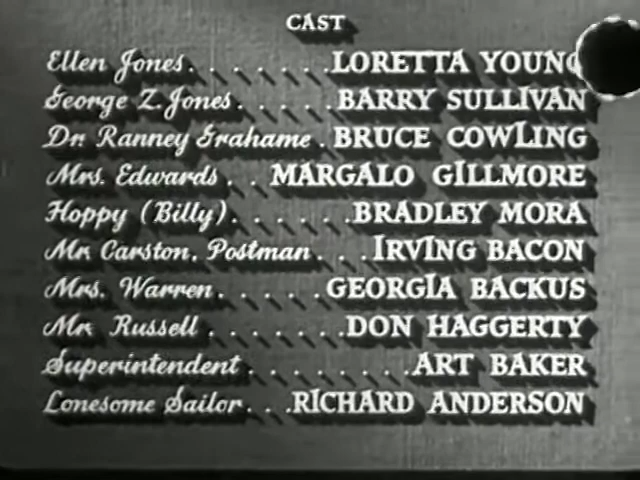 CAST
Ellen Jones. . . . . . . . LORETTA YOUNG
George Z. Jones . . . . . BARRY SULLIVAN
Dr. Ranney Grahame . BRUCE COWLING
Mrs. Edwards . . MARGALO GILLMORE
Hoppy (Billy) . . . . . . BRADLEY MORA
Mr. Carston, Postman . . . IRVING BACON
Mrs. Warren . . . . . GEORGIA BACKUS
Mr. Russell . . . . . . . DON HAGGERTY
Superintendent . . . . . . . . ART BAKER
Lonesome Sailor . . . RICHARD ANDERSON